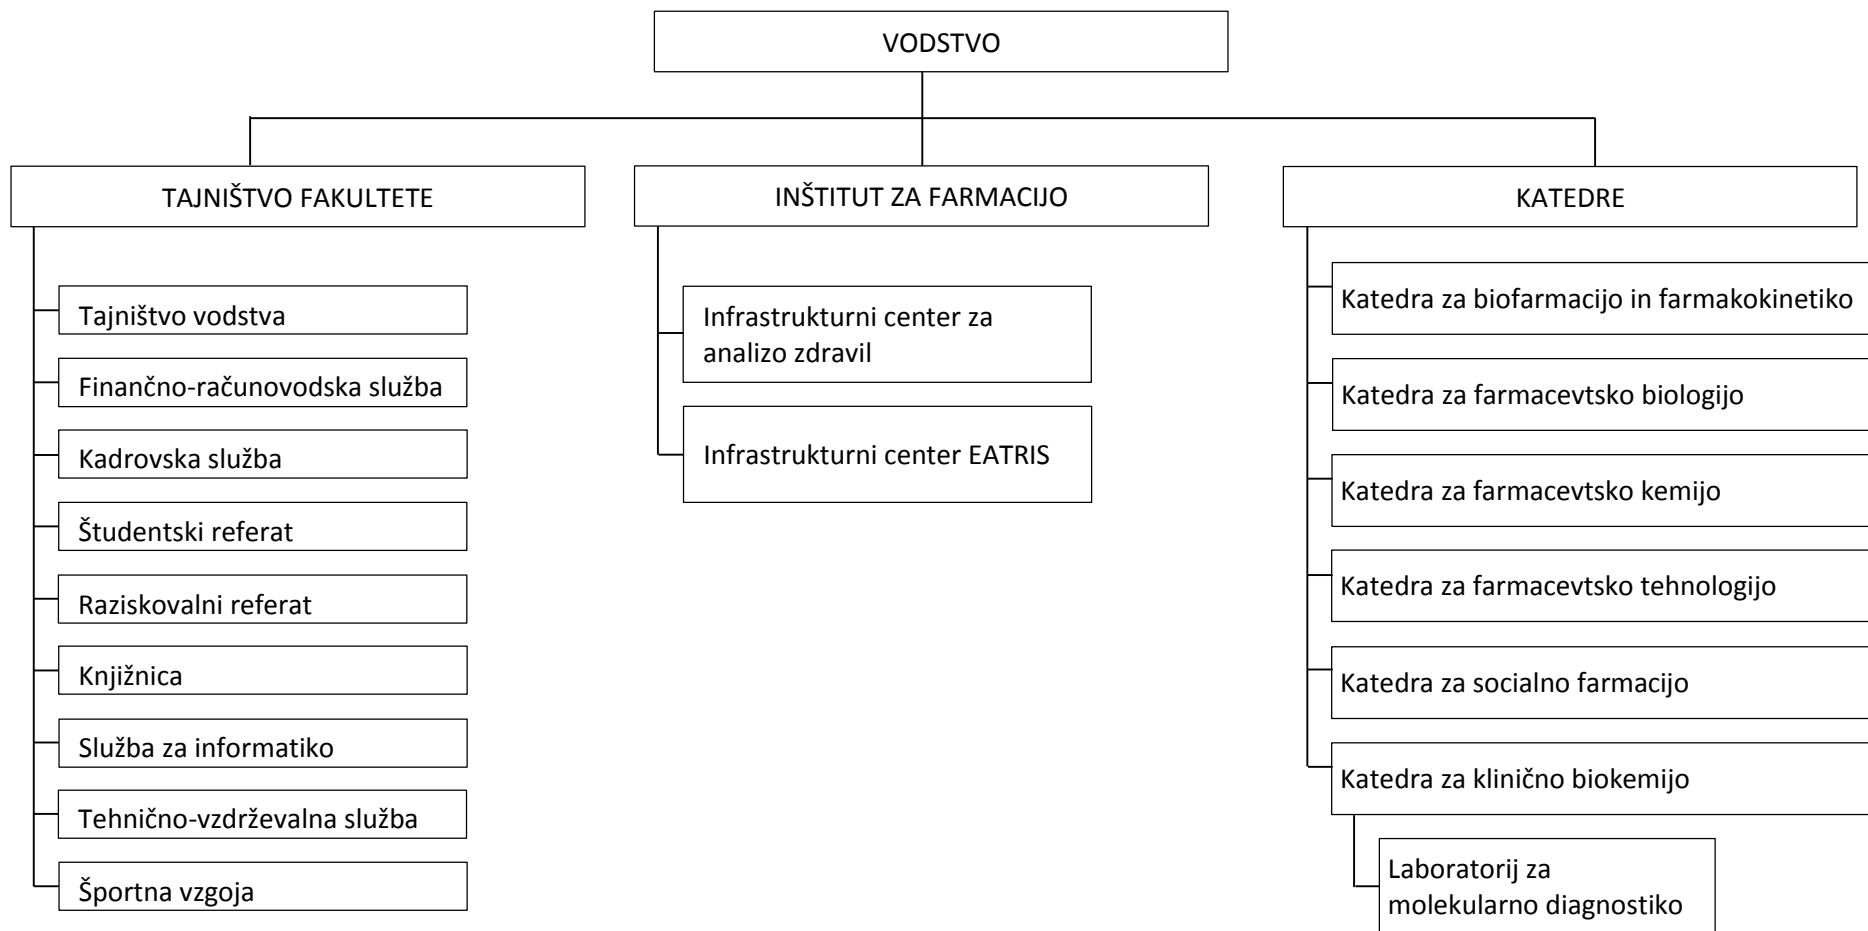 VODSTVO
TAJNIŠTVO FAKULTETE
Tajništvo vodstva
Finančno-računovodska služba
Kadrovska služba
Študentski referat
Raziskovalni referat
Knjižnica
Služba za informatiko
Tehnično-vzdrževalna služba
Športna vzgoja
INŠTITUT ZA FARMACIJO
Infrastrukturni center za
analizo zdravil
Infrastrukturni center EATRIS
KATEDRE
Katedra za biofarmacijo in farmakokinetiko
Katedra za farmacevtsko biologijo
Katedra za farmacevtsko kemijo
Katedra za farmacevtsko tehnologijo
Katedra za socialno farmacijo
Katedra za klinično biokemijo
Laboratorij za
molekularno diagnostiko